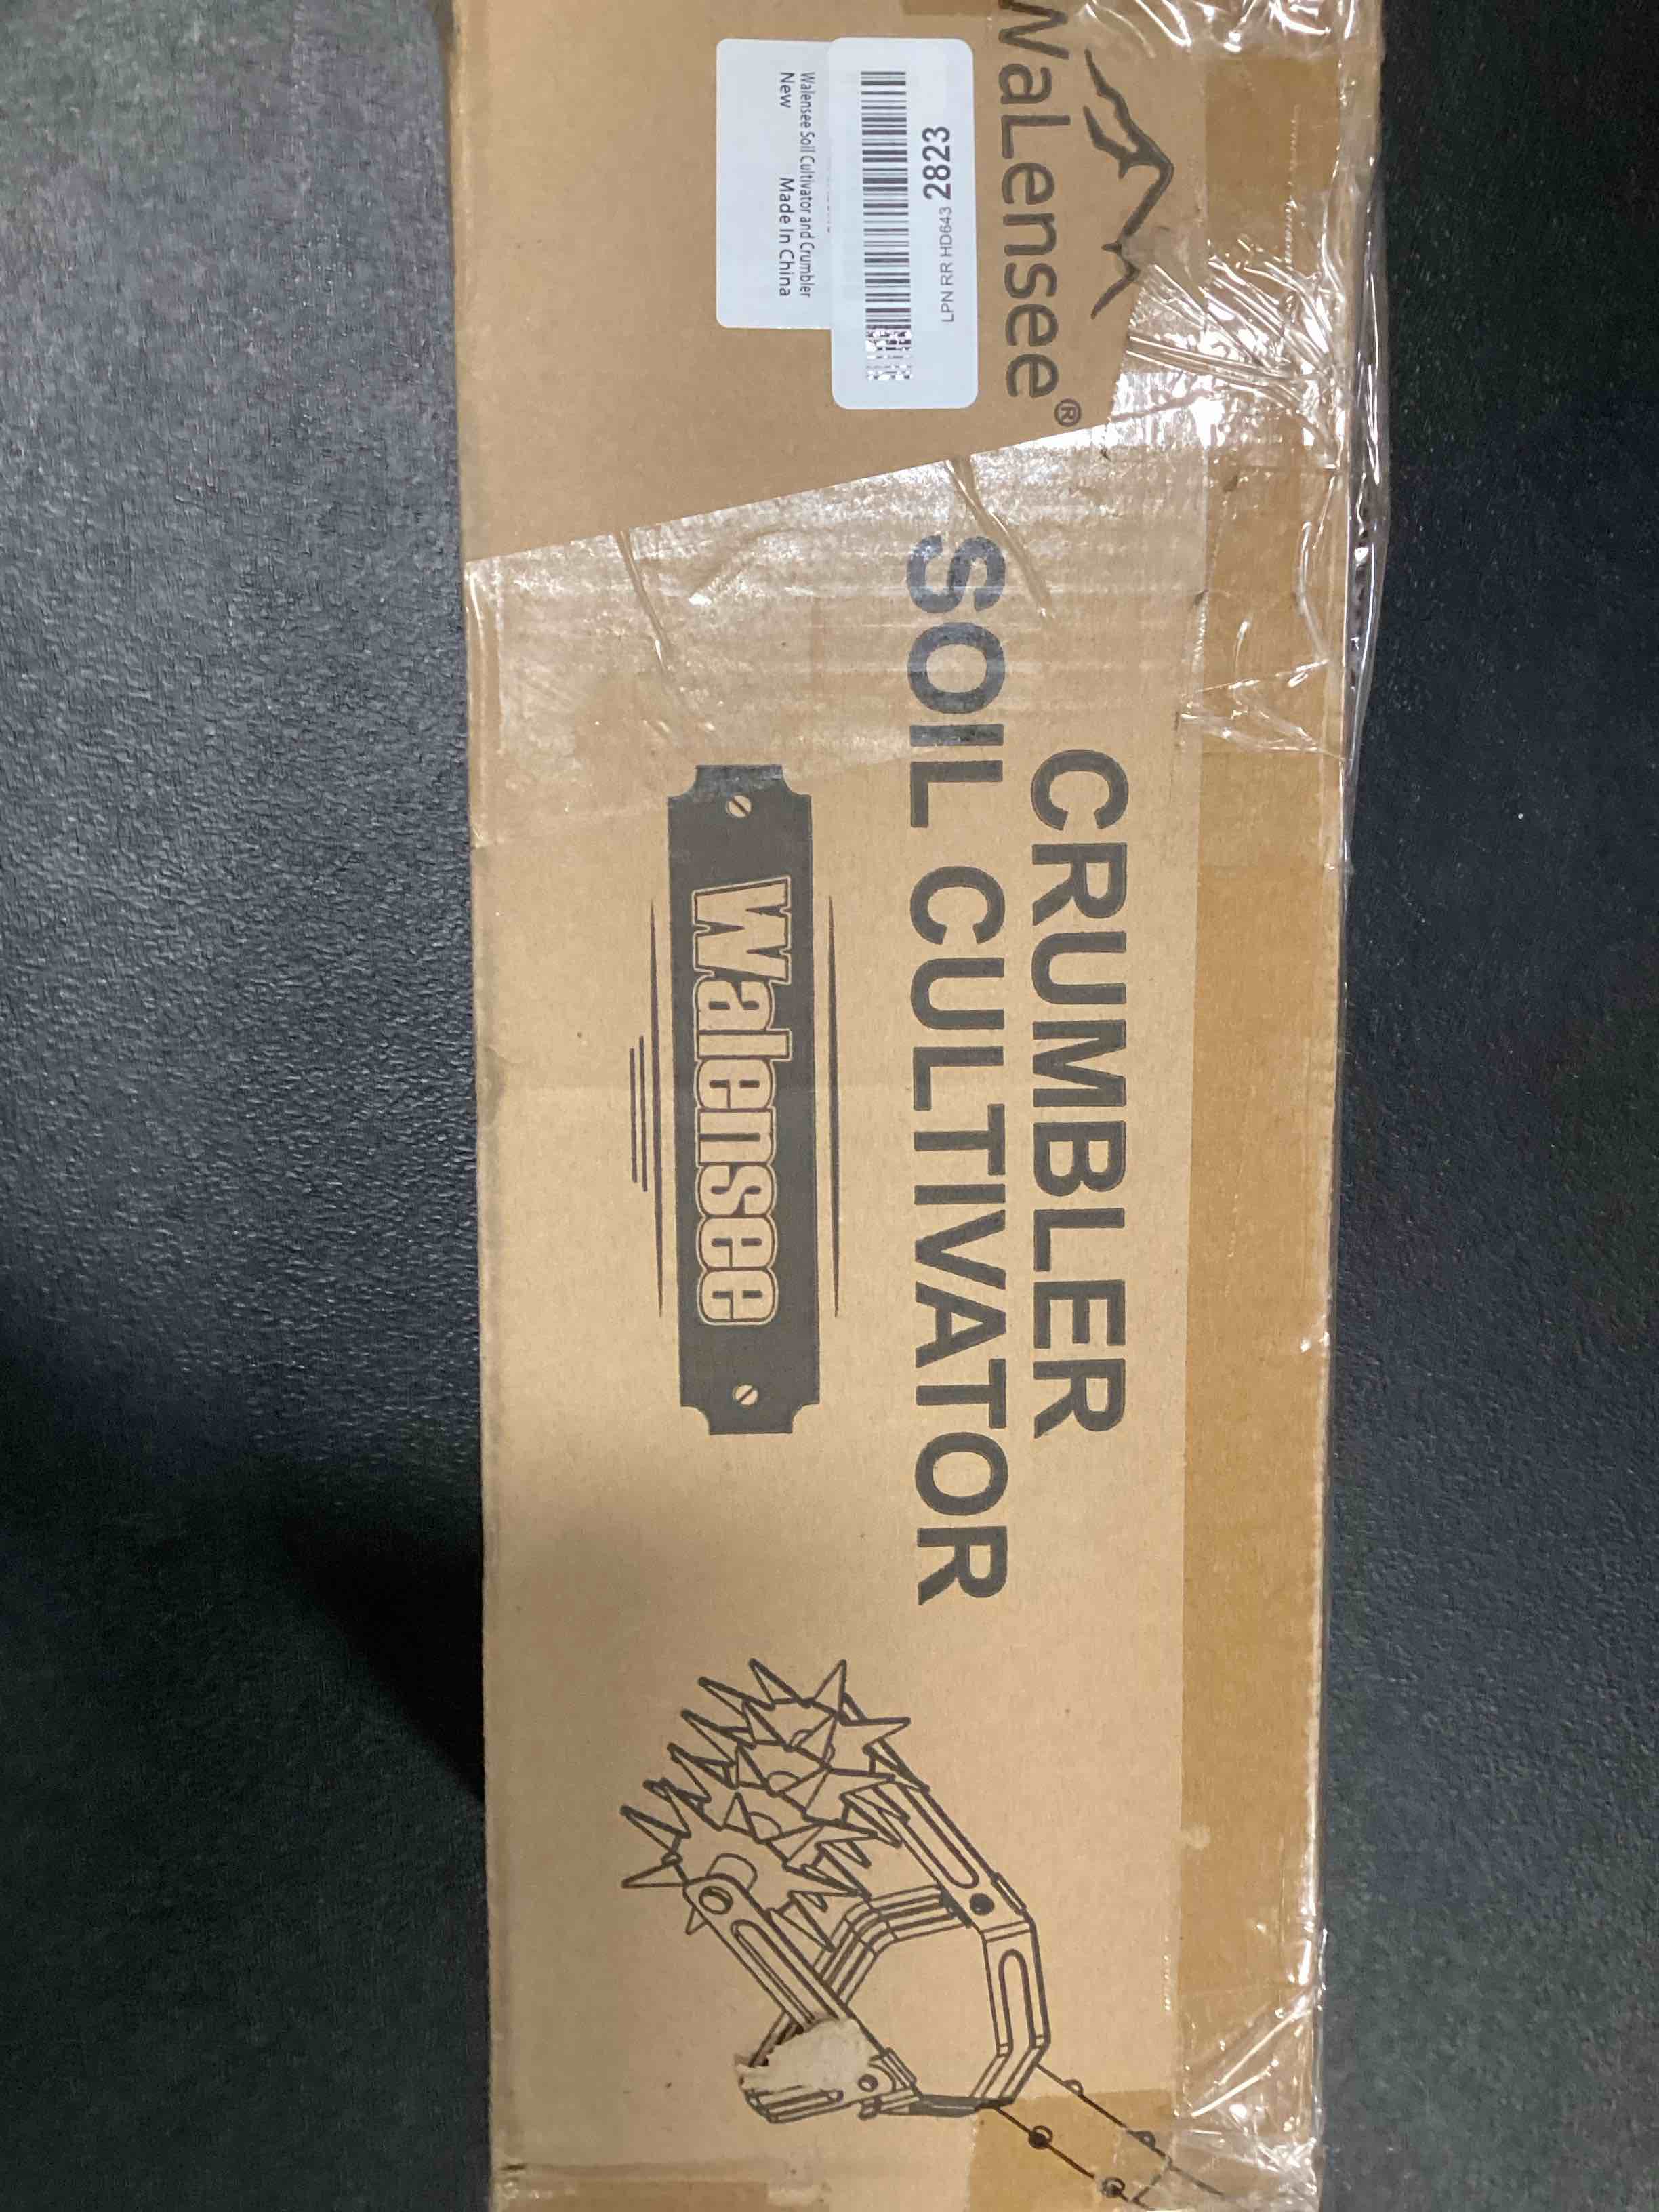 WaLensee®
LPN RR HD643 2823
Walensee Soil Cultivator and Crumbler
New Made In China
CRUMBLER
SOIL CULTIVATOR
Walensee